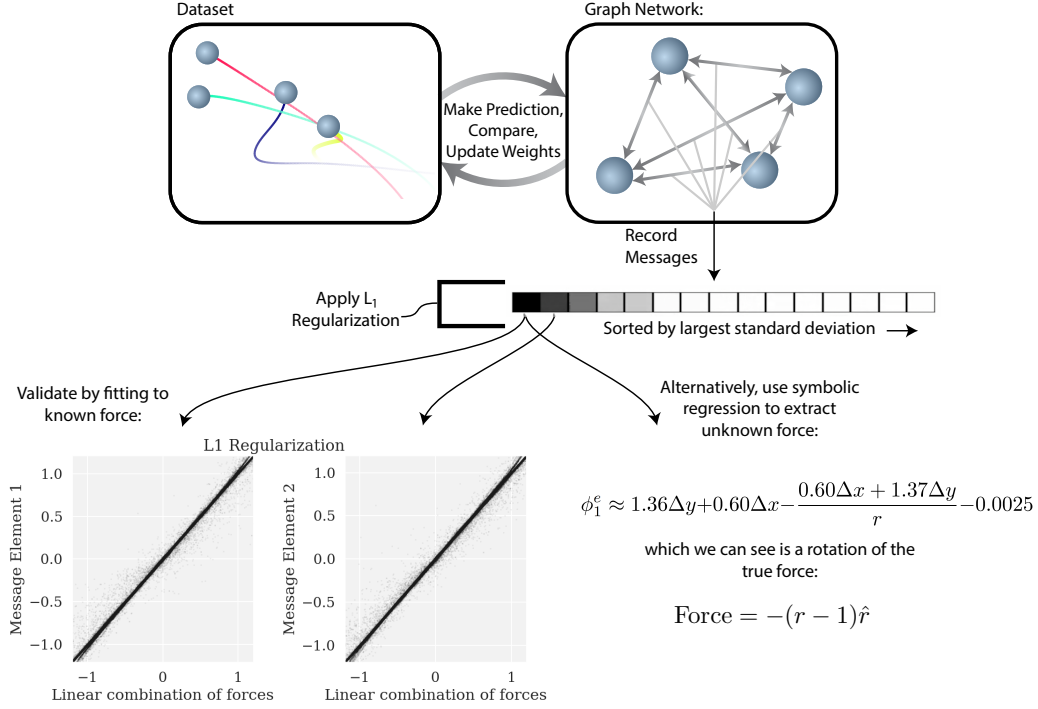 Dataset
Graph Network:
Make Prediction,
Compare,
Update Weights
Record
Messages
Apply L₁
Regularization
Sorted by largest standard deviation
Validate by fitting to
known force:
Alternatively, use symbolic
regression to extract
unknown force:
L1 Regularization
Message Element 1
1.0
0.5
0.0
−0.5
−1.0
−1 0 1
Linear combination of forces
Message Element 2
1.0
0.5
0.0
−0.5
−1.0
−1 0 1
Linear combination of forces
ϕ₁ᵉ ≈ 1.36Δy+0.60Δx−(0.60Δx + 1.37Δy)/r−0.0025
which we can see is a rotation of the
true force:
Force = −(r − 1)r̂